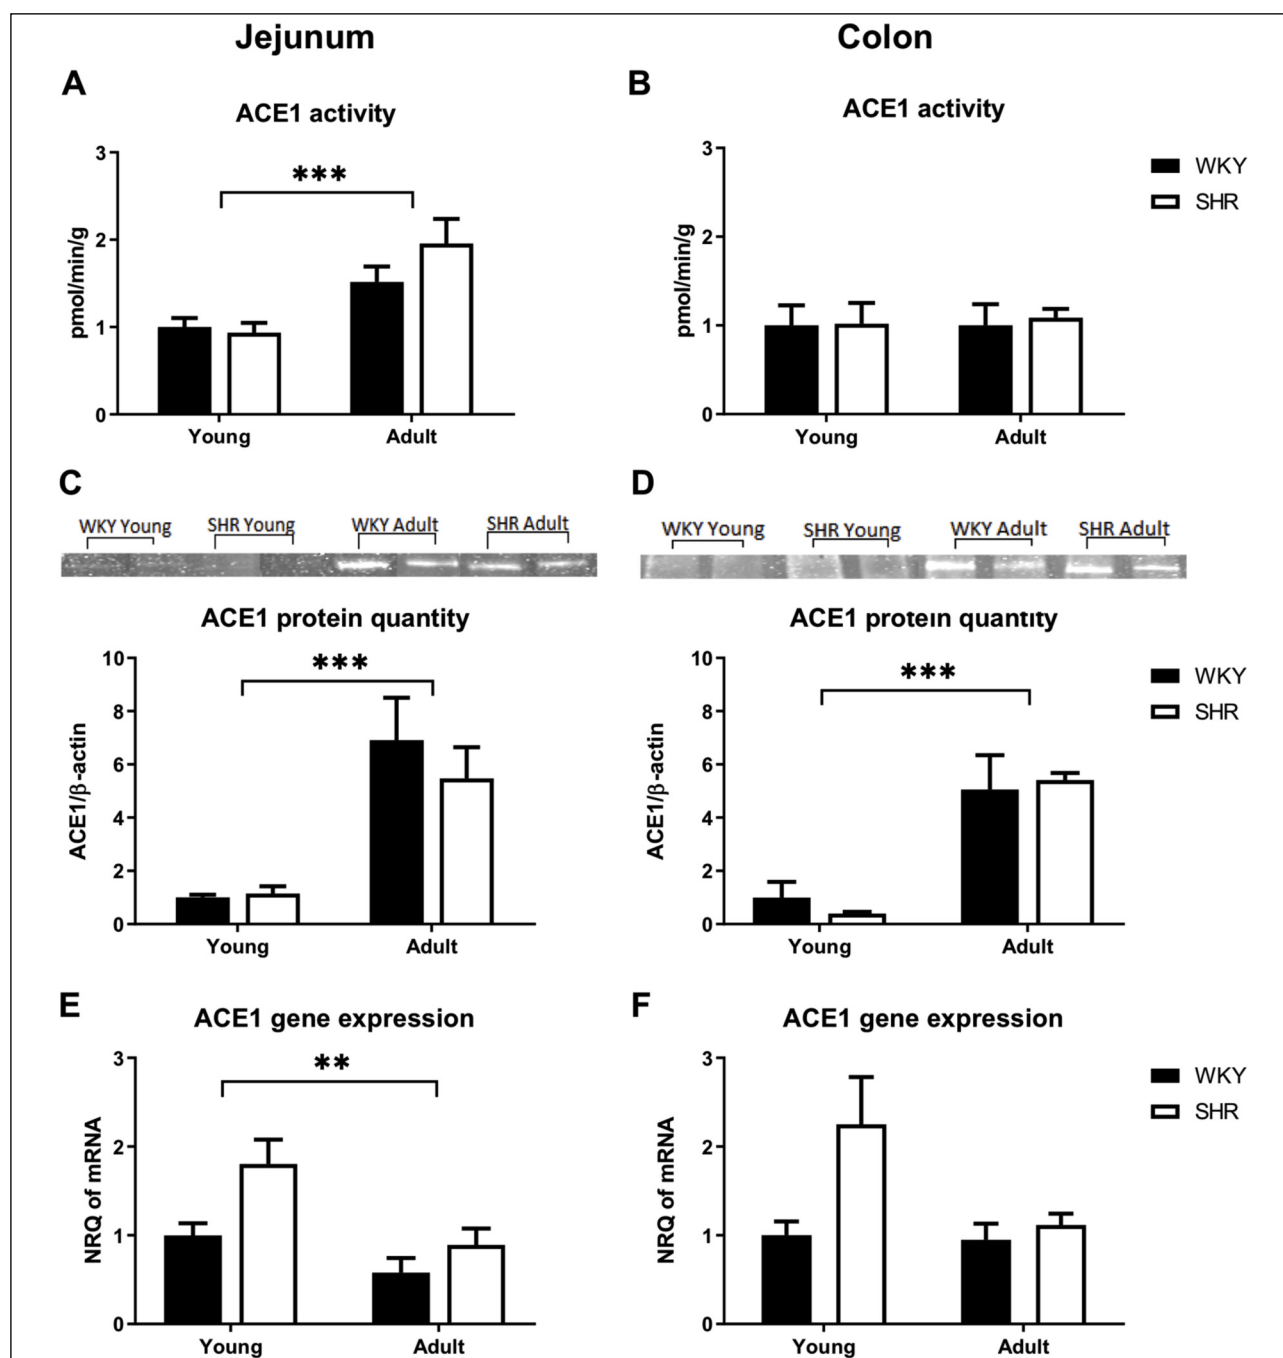 Jejunum
Colon
A
ACE1 activity
3
2
1
0
pmol/min/g
***
Young
Adult
B
ACE1 activity
3
2
1
0
pmol/min/g
Young
Adult
WKY
SHR
C
WKY Young
SHR Young
WKY Adult
SHR Adult
ACE1 protein quantity
10
8
6
4
2
0
ACE1/β-actin
***
Young
Adult
D
WKY Young
SHR Young
WKY Adult
SHR Adult
ACE1 protein quantity
10
8
6
4
2
0
ACE1/β-actin
***
Young
Adult
WKY
SHR
E
ACE1 gene expression
3
2
1
0
NRQ of mRNA
**
Young
Adult
F
ACE1 gene expression
3
2
1
0
NRQ of mRNA
Young
Adult
WKY
SHR